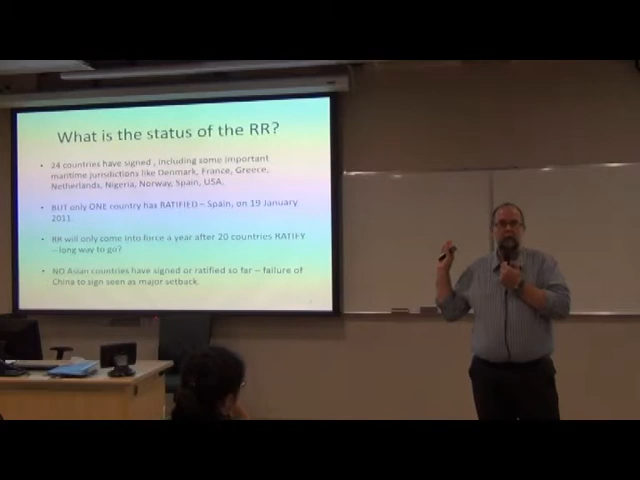 What is the status of the RR?
• 24 countries have signed , including some important
maritime jurisdictions like Denmark, France, Greece,
Netherlands, Nigeria, Norway, Spain, USA.
• BUT only ONE country has RATIFIED – Spain, on 19 January
2011.
• RR will only come into force a year after 20 countries RATIFY
– long way to go?
• NO Asian countries have signed or ratified so far – failure of
China to sign seen as major setback.